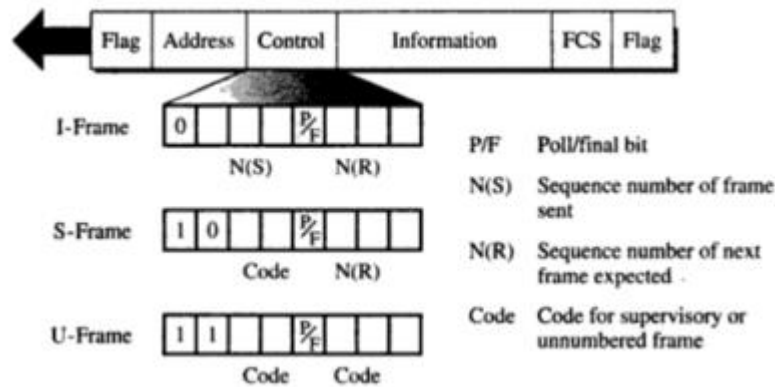 Flag Address Control Information FCS Flag
I-Frame 0 P/F
N(S) N(R)
S-Frame 1 0 P/F
Code N(R)
U-Frame 1 1 P/F
Code Code
P/F Poll/final bit
N(S) Sequence number of frame
sent
N(R) Sequence number of next
frame expected
Code Code for supervisory or
unnumbered frame